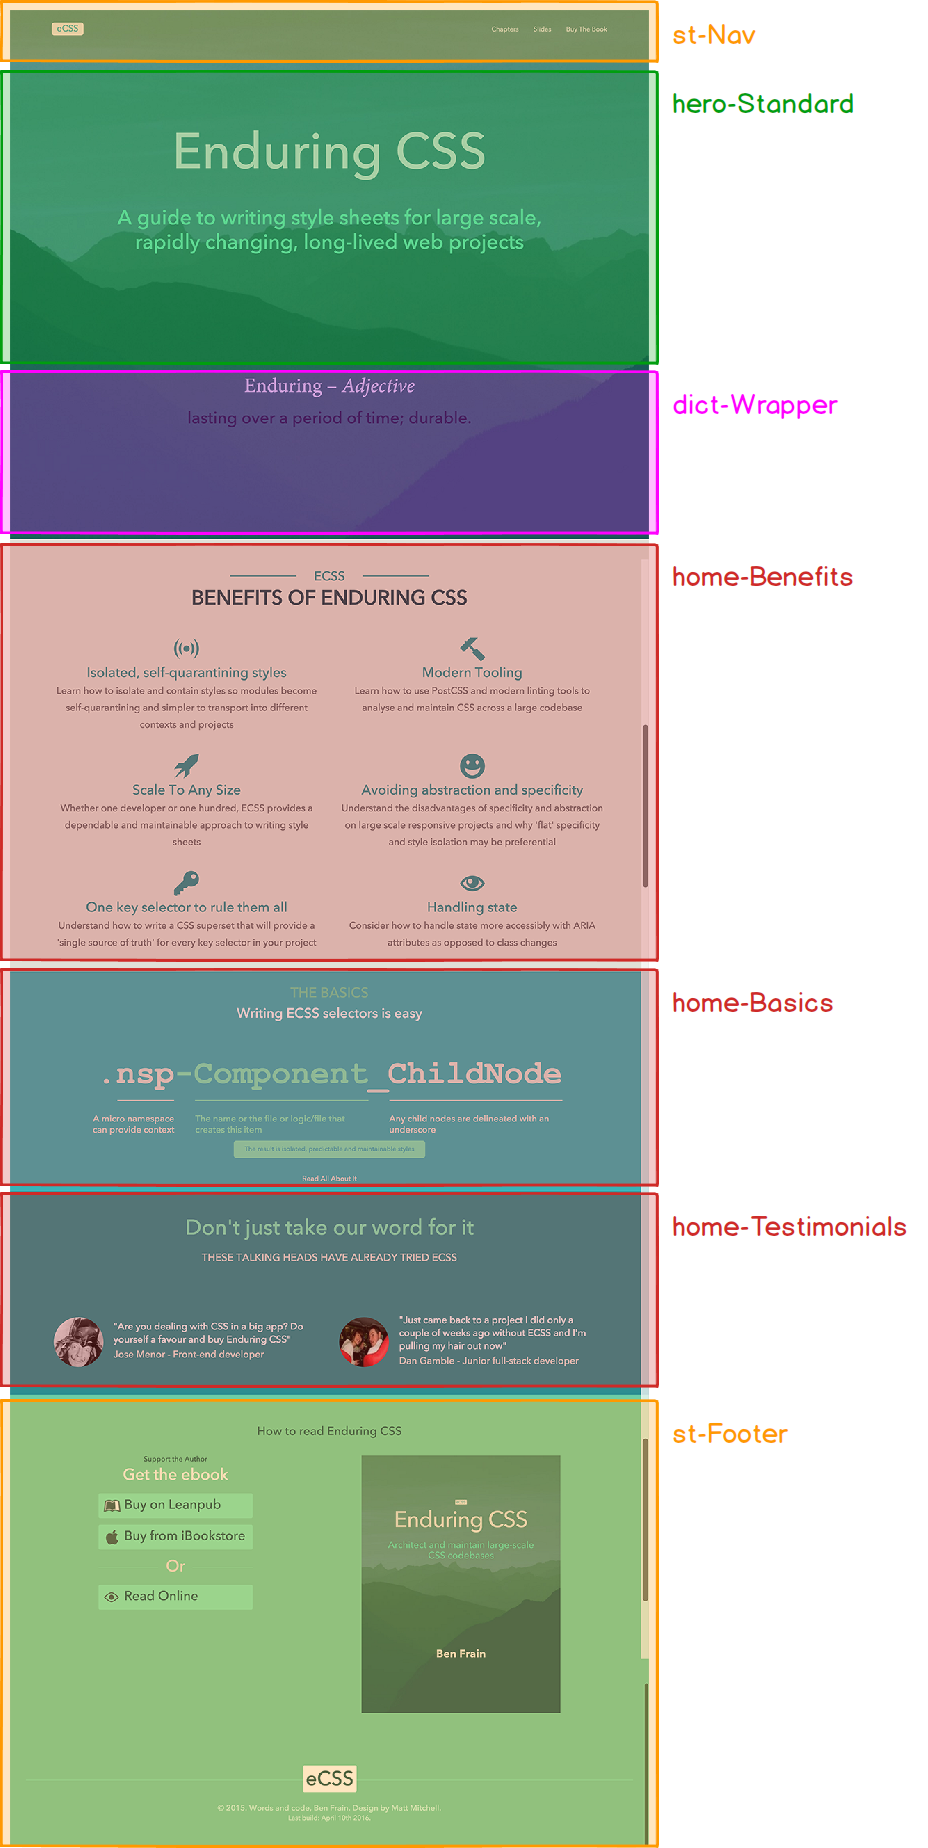 eCSS
Chapters Slides Buy The book
st-Nav
hero-Standard
Enduring CSS
A guide to writing style sheets for large scale,
rapidly changing, long-lived web projects
Enduring – Adjective
lasting over a period of time; durable.
dict-Wrapper
home-Benefits
ECSS
BENEFITS OF ENDURING CSS
Isolated, self-quarantining styles
Learn how to isolate and contain styles so modules become
self-quarantining and simpler to transport into different
contexts and projects
Modern Tooling
Learn how to use PostCSS and modern linting tools to
analyse and maintain CSS across a large codebase
Scale To Any Size
Whether one developer or one hundred, ECSS provides a
dependable and maintainable approach to writing style
sheets
Avoiding abstraction and specificity
Understand the disadvantages of specificity and abstraction
on large scale responsive projects and why 'flat' specificity
and style isolation may be preferential
One key selector to rule them all
Understand how to write a CSS superset that will provide a
'single source of truth' for every key selector in your project
Handling state
Consider how to handle state more accessibly with ARIA
attributes as opposed to class changes
home-Basics
THE BASICS
Writing ECSS selectors is easy
.nsp-Component_ChildNode
A micro namespace
can provide context
The name or the file or logic/file that
creates this item
Any child nodes are delineated with an
underscore
The result is isolated, predictable and maintainable styles
Read All About It
home-Testimonials
Don't just take our word for it
THESE TALKING HEADS HAVE ALREADY TRIED ECSS
"Are you dealing with CSS in a big app? Do
yourself a favour and buy Enduring CSS"
Jose Menor - Front-end developer
"Just came back to a project I did only a
couple of weeks ago without ECSS and I'm
pulling my hair out now"
Dan Gamble - Junior full-stack developer
st-Footer
How to read Enduring CSS
Support the Author
Get the ebook
Buy on Leanpub
Buy from iBookstore
Or
Read Online
eCSS
Enduring CSS
Architect and maintain large-scale
CSS codebases
Ben Frain
eCSS
© 2016. Words and code, Ben Frain. Design by Matt Mitchell.
Last build: April 19th 2016.